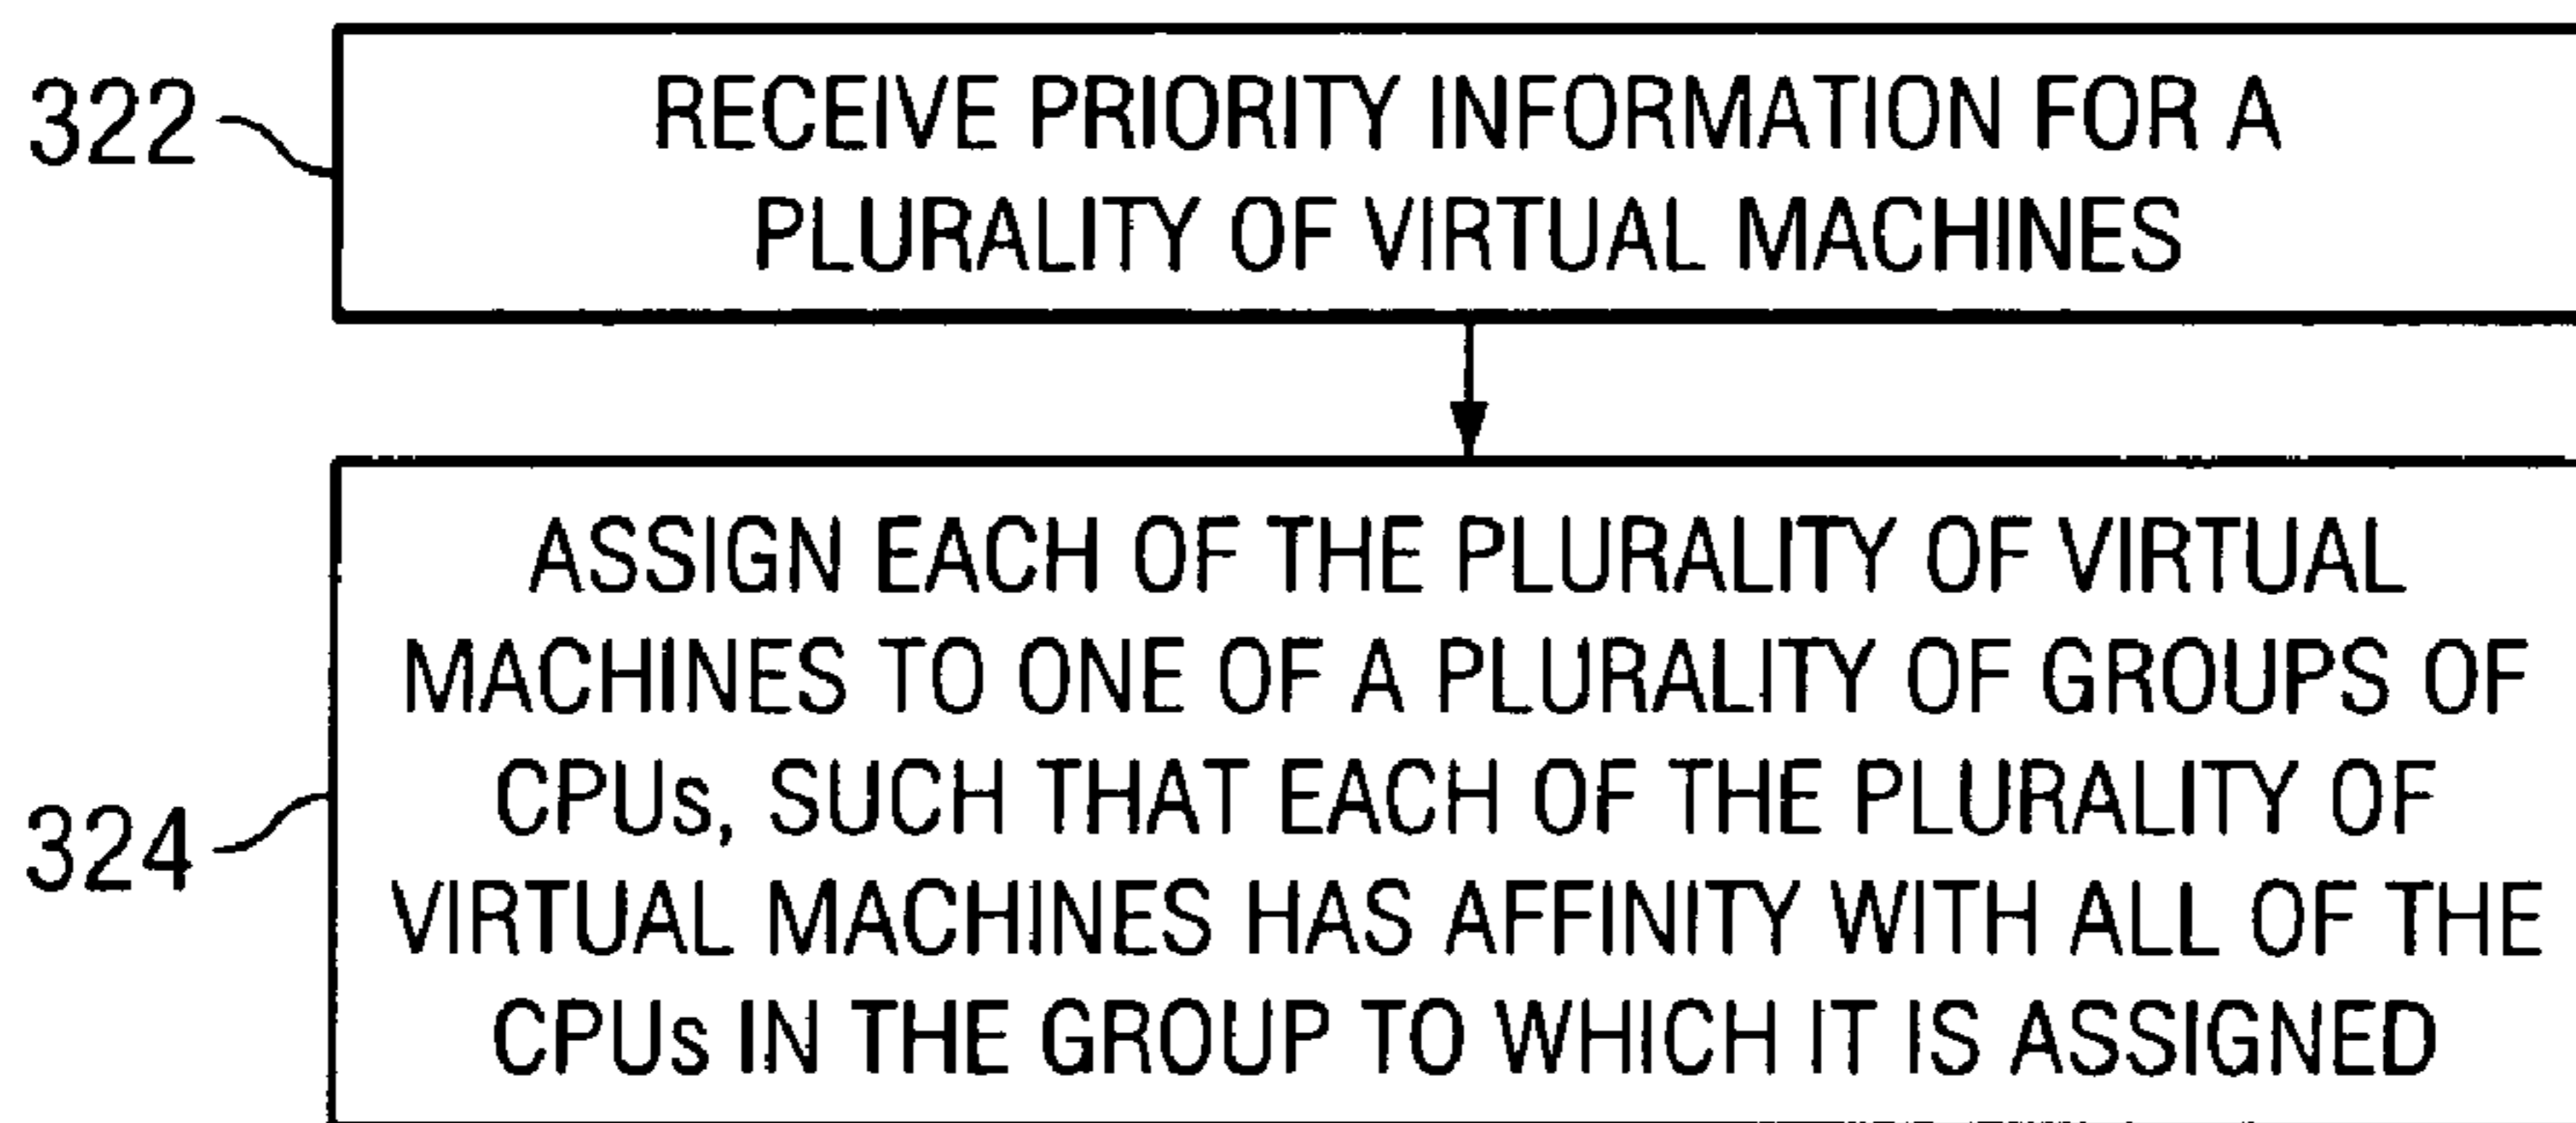 322
RECEIVE PRIORITY INFORMATION FOR A
PLURALITY OF VIRTUAL MACHINES
324
ASSIGN EACH OF THE PLURALITY OF VIRTUAL
MACHINES TO ONE OF A PLURALITY OF GROUPS OF
CPUs, SUCH THAT EACH OF THE PLURALITY OF
VIRTUAL MACHINES HAS AFFINITY WITH ALL OF THE
CPUs IN THE GROUP TO WHICH IT IS ASSIGNED